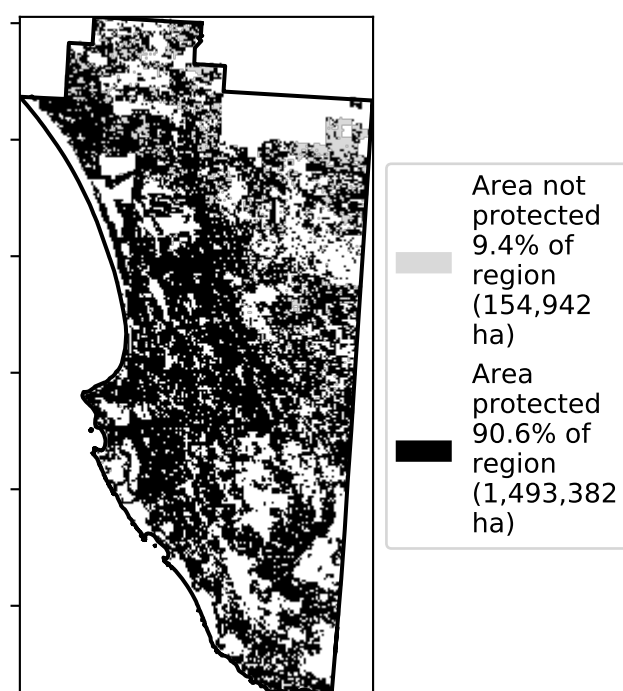 Area not
protected
9.4% of
region
(154,942
ha)
Area
protected
90.6% of
region
(1,493,382
ha)